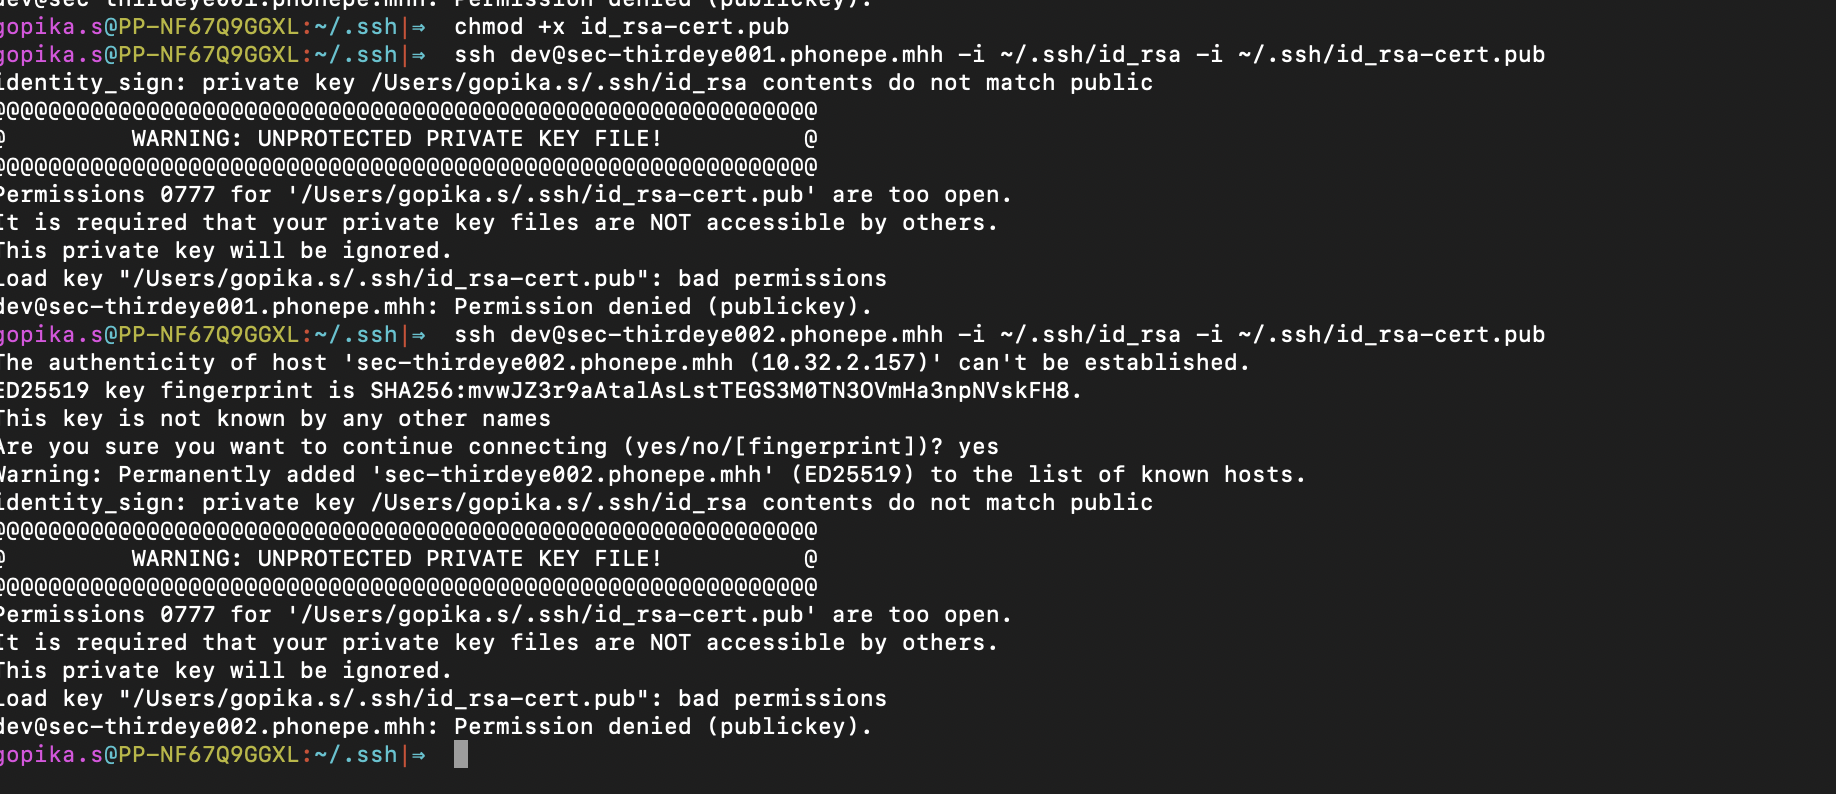 dev@sec-thirdeye001.phonepe.mhh: Permission denied (publickey).
gopika.s@PP-NF67Q9GGXL:~/.ssh|⇒  chmod +x id_rsa-cert.pub
gopika.s@PP-NF67Q9GGXL:~/.ssh|⇒  ssh dev@sec-thirdeye001.phonepe.mhh -i ~/.ssh/id_rsa -i ~/.ssh/id_rsa-cert.pub
identity_sign: private key /Users/gopika.s/.ssh/id_rsa contents do not match public
@@@@@@@@@@@@@@@@@@@@@@@@@@@@@@@@@@@@@@@@@@@@@@@@@@@@@@@@@@@
@         WARNING: UNPROTECTED PRIVATE KEY FILE!          @
@@@@@@@@@@@@@@@@@@@@@@@@@@@@@@@@@@@@@@@@@@@@@@@@@@@@@@@@@@@
Permissions 0777 for '/Users/gopika.s/.ssh/id_rsa-cert.pub' are too open.
It is required that your private key files are NOT accessible by others.
This private key will be ignored.
Load key "/Users/gopika.s/.ssh/id_rsa-cert.pub": bad permissions
dev@sec-thirdeye001.phonepe.mhh: Permission denied (publickey).
gopika.s@PP-NF67Q9GGXL:~/.ssh|⇒  ssh dev@sec-thirdeye002.phonepe.mhh -i ~/.ssh/id_rsa -i ~/.ssh/id_rsa-cert.pub
The authenticity of host 'sec-thirdeye002.phonepe.mhh (10.32.2.157)' can't be established.
ED25519 key fingerprint is SHA256:mvwJZ3r9aAtalAsLstTEGS3M0TN3OVmHa3npNVskFH8.
This key is not known by any other names
Are you sure you want to continue connecting (yes/no/[fingerprint])? yes
Warning: Permanently added 'sec-thirdeye002.phonepe.mhh' (ED25519) to the list of known hosts.
identity_sign: private key /Users/gopika.s/.ssh/id_rsa contents do not match public
@@@@@@@@@@@@@@@@@@@@@@@@@@@@@@@@@@@@@@@@@@@@@@@@@@@@@@@@@@@
@         WARNING: UNPROTECTED PRIVATE KEY FILE!          @
@@@@@@@@@@@@@@@@@@@@@@@@@@@@@@@@@@@@@@@@@@@@@@@@@@@@@@@@@@@
Permissions 0777 for '/Users/gopika.s/.ssh/id_rsa-cert.pub' are too open.
It is required that your private key files are NOT accessible by others.
This private key will be ignored.
Load key "/Users/gopika.s/.ssh/id_rsa-cert.pub": bad permissions
dev@sec-thirdeye002.phonepe.mhh: Permission denied (publickey).
gopika.s@PP-NF67Q9GGXL:~/.ssh|⇒